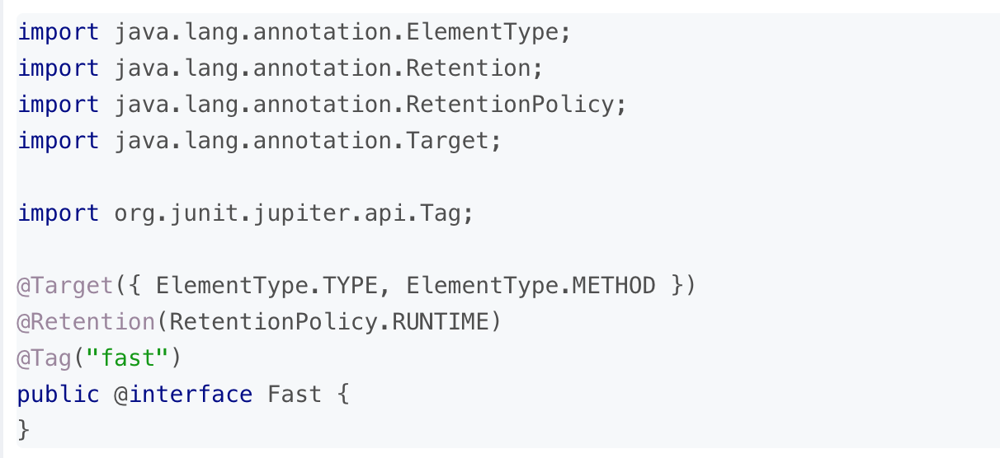 import java.lang.annotation.ElementType;
import java.lang.annotation.Retention;
import java.lang.annotation.RetentionPolicy;
import java.lang.annotation.Target;

import org.junit.jupiter.api.Tag;

@Target({ ElementType.TYPE, ElementType.METHOD })
@Retention(RetentionPolicy.RUNTIME)
@Tag("fast")
public @interface Fast {
}